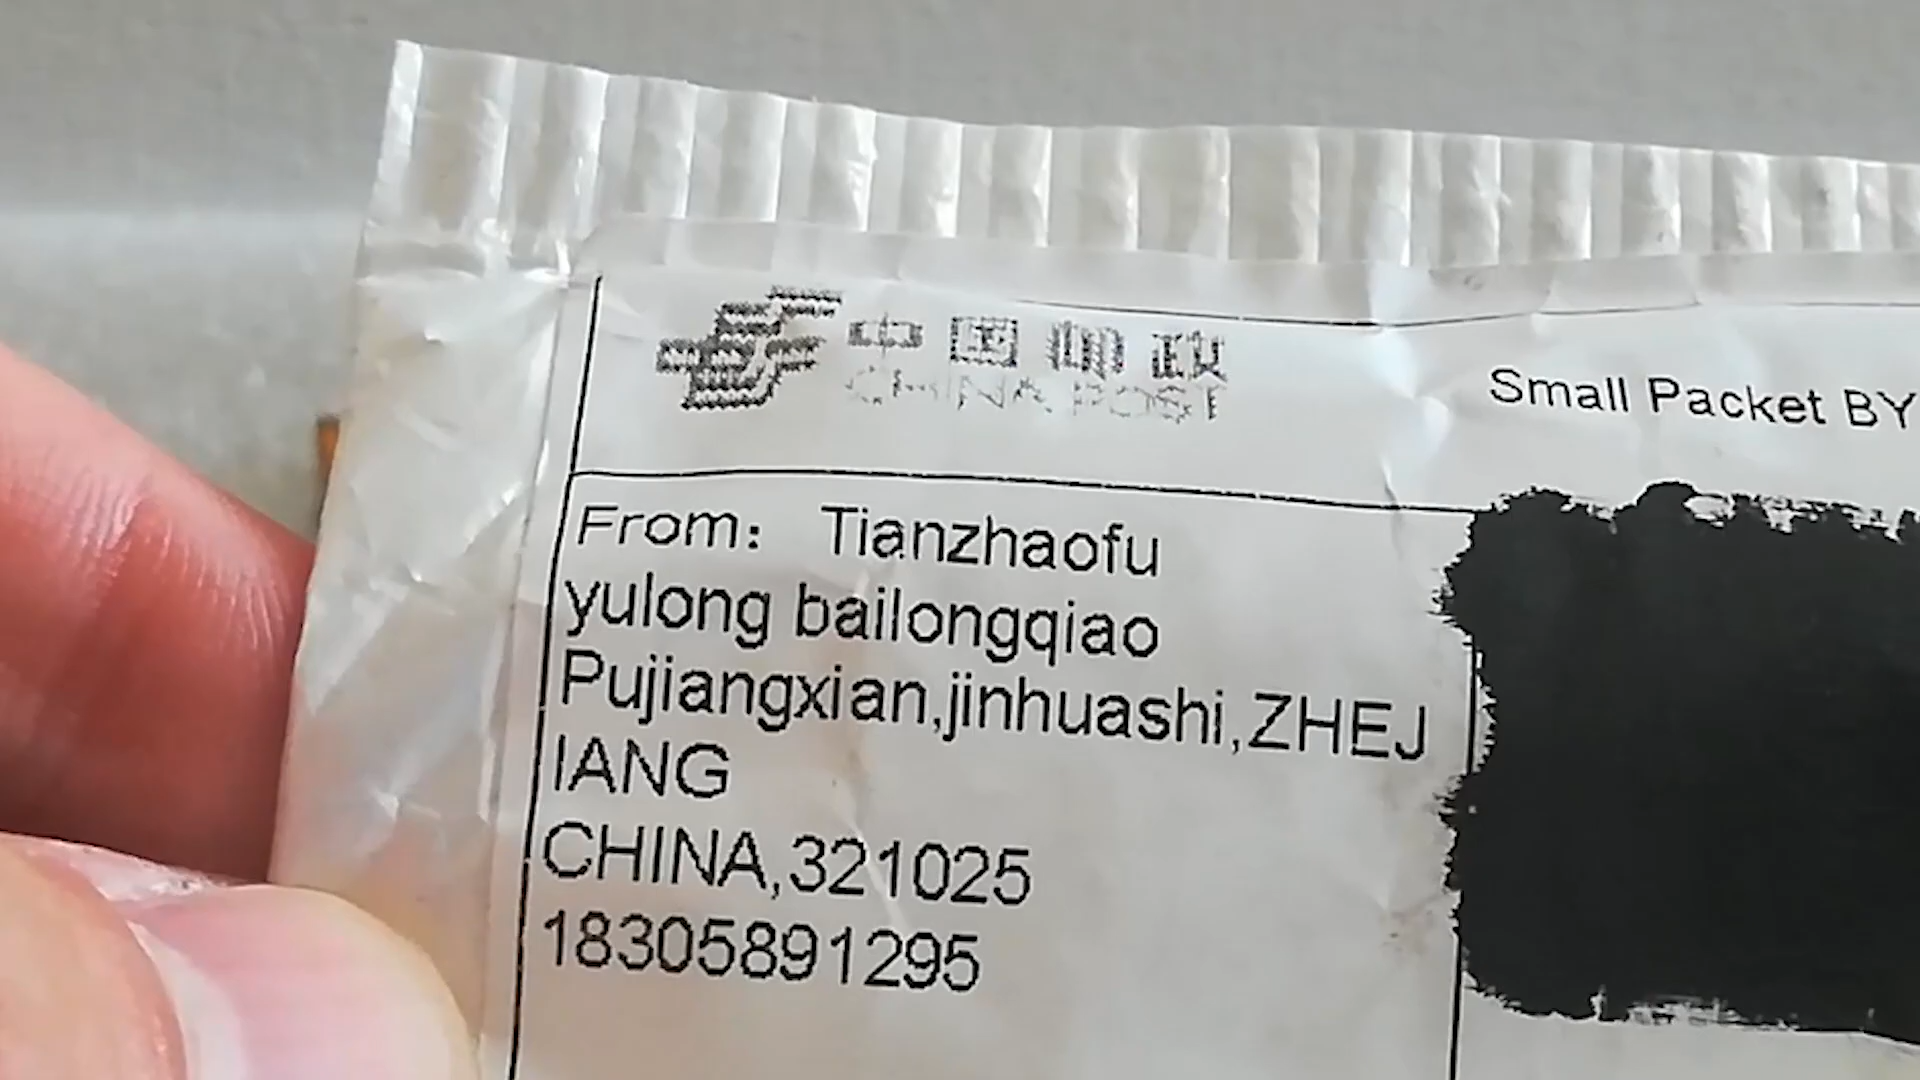 中国邮政
CHINA POST
Small Packet BY
From: Tianzhaofu
yulong bailongqiao
Pujiangxian,jinhuashi,ZHEJ
IANG
CHINA,321025
18305891295